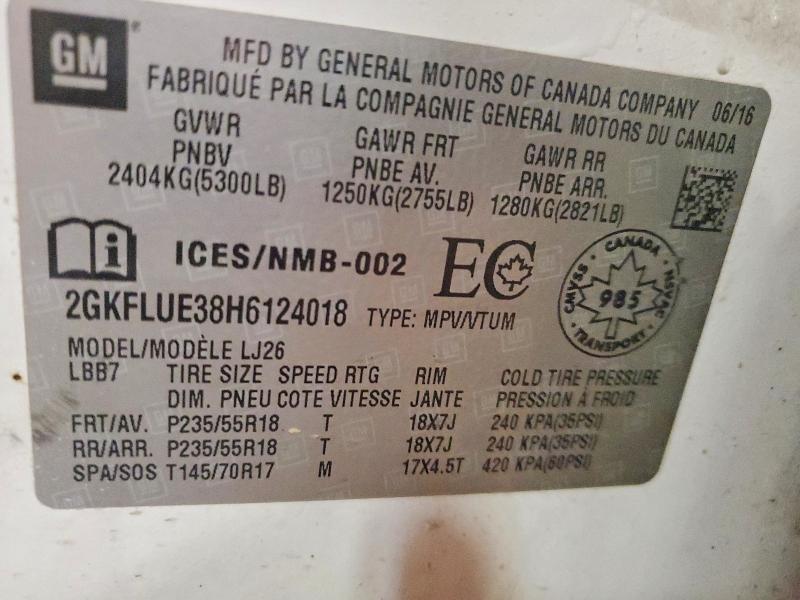 GM
MFD BY GENERAL MOTORS OF CANADA COMPANY 06/16
FABRIQUÉ PAR LA COMPAGNIE GENERAL MOTORS DU CANADA
GVWR GAWR FRT GAWR RR
PNBV PNBE AV. PNBE ARR.
2404KG(5300LB) 1250KG(2755LB) 1280KG(2821LB)
ICES/NMB-002 EC
CANADA
CMVSS 985 NSVAC
TRANSPORT
2GKFLUE38H6124018 TYPE: MPV/VTUM
MODEL/MODÈLE LJ26
LBB7 TIRE SIZE SPEED RTG RIM COLD TIRE PRESSURE
DIM. PNEU COTE VITESSE JANTE PRESSION A FROID
FRT/AV. P235/55R18 T 18X7J 240 KPA(35PSI)
RR/ARR. P235/55R18 T 18X7J 240 KPA(35PSI)
SPA/SOS T145/70R17 M 17X4.5T 420 KPA(60PSI)